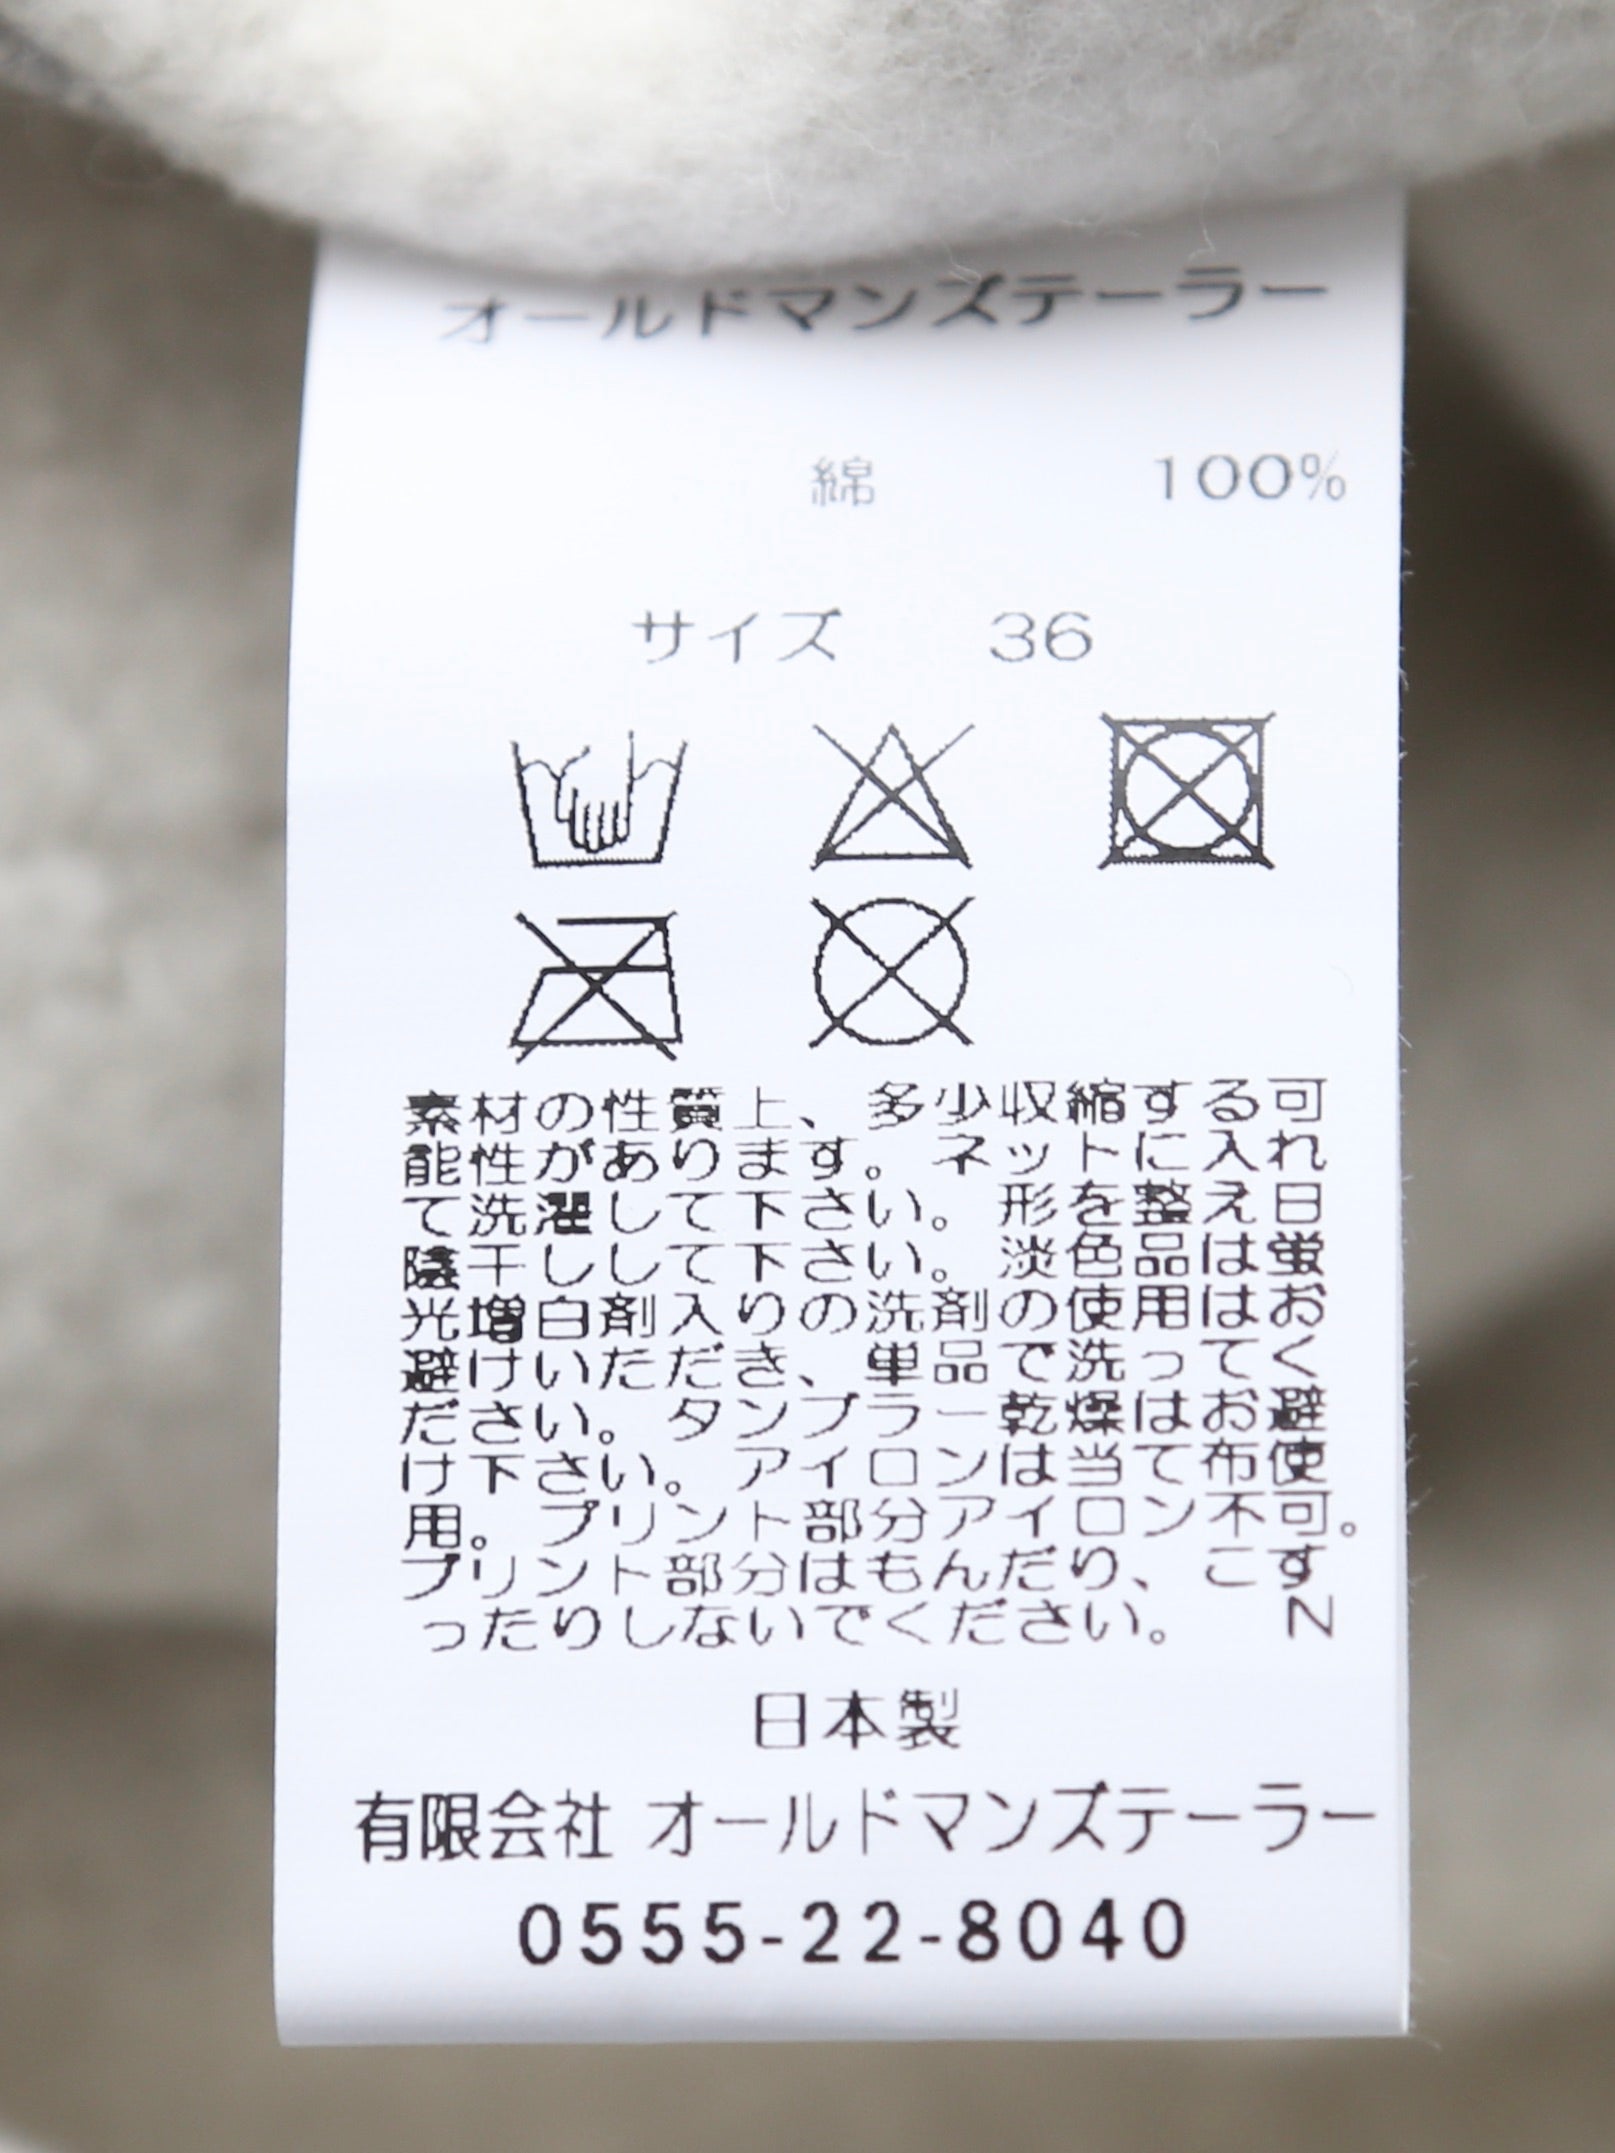 オールドマンズテーラー
綿 100%
サイズ 36
素材の性質上、多少収縮する可
能性があります。ネットに入れ
て洗濯して下さい。形を整え日
陰干しして下さい。淡色品は蛍
光増白剤入りの洗剤の使用はお
避けいただき、単品で洗ってく
ださい。タンブラー乾燥はお避
け下さい。アイロンは当て布使
用。プリント部分アイロン不可。
プリント部分はもんだり、こす
ったりしないでください。 N
日本製
有限会社 オールドマンズテーラー
0555-22-8040